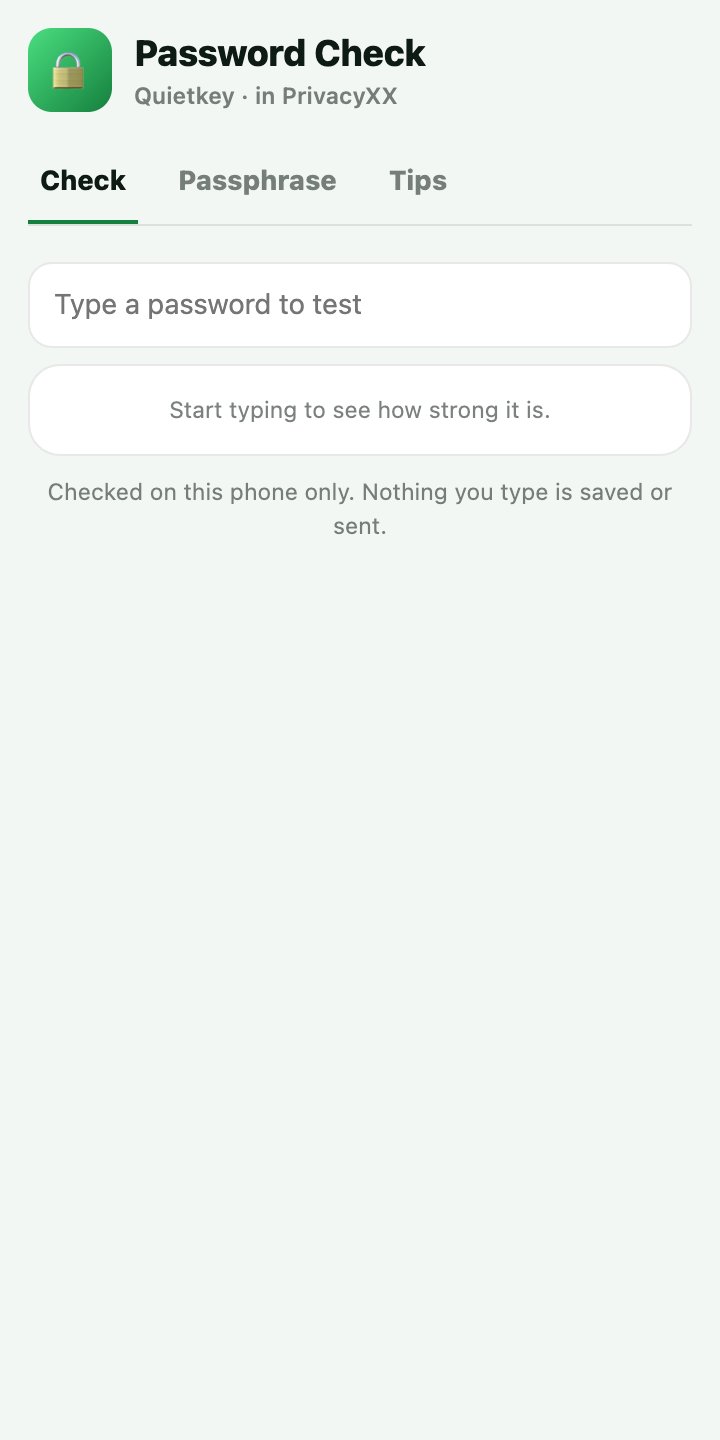 Password Check
Quietkey · in PrivacyXX
Check Passphrase Tips
Type a password to test
Start typing to see how strong it is.
Checked on this phone only. Nothing you type is saved or
sent.